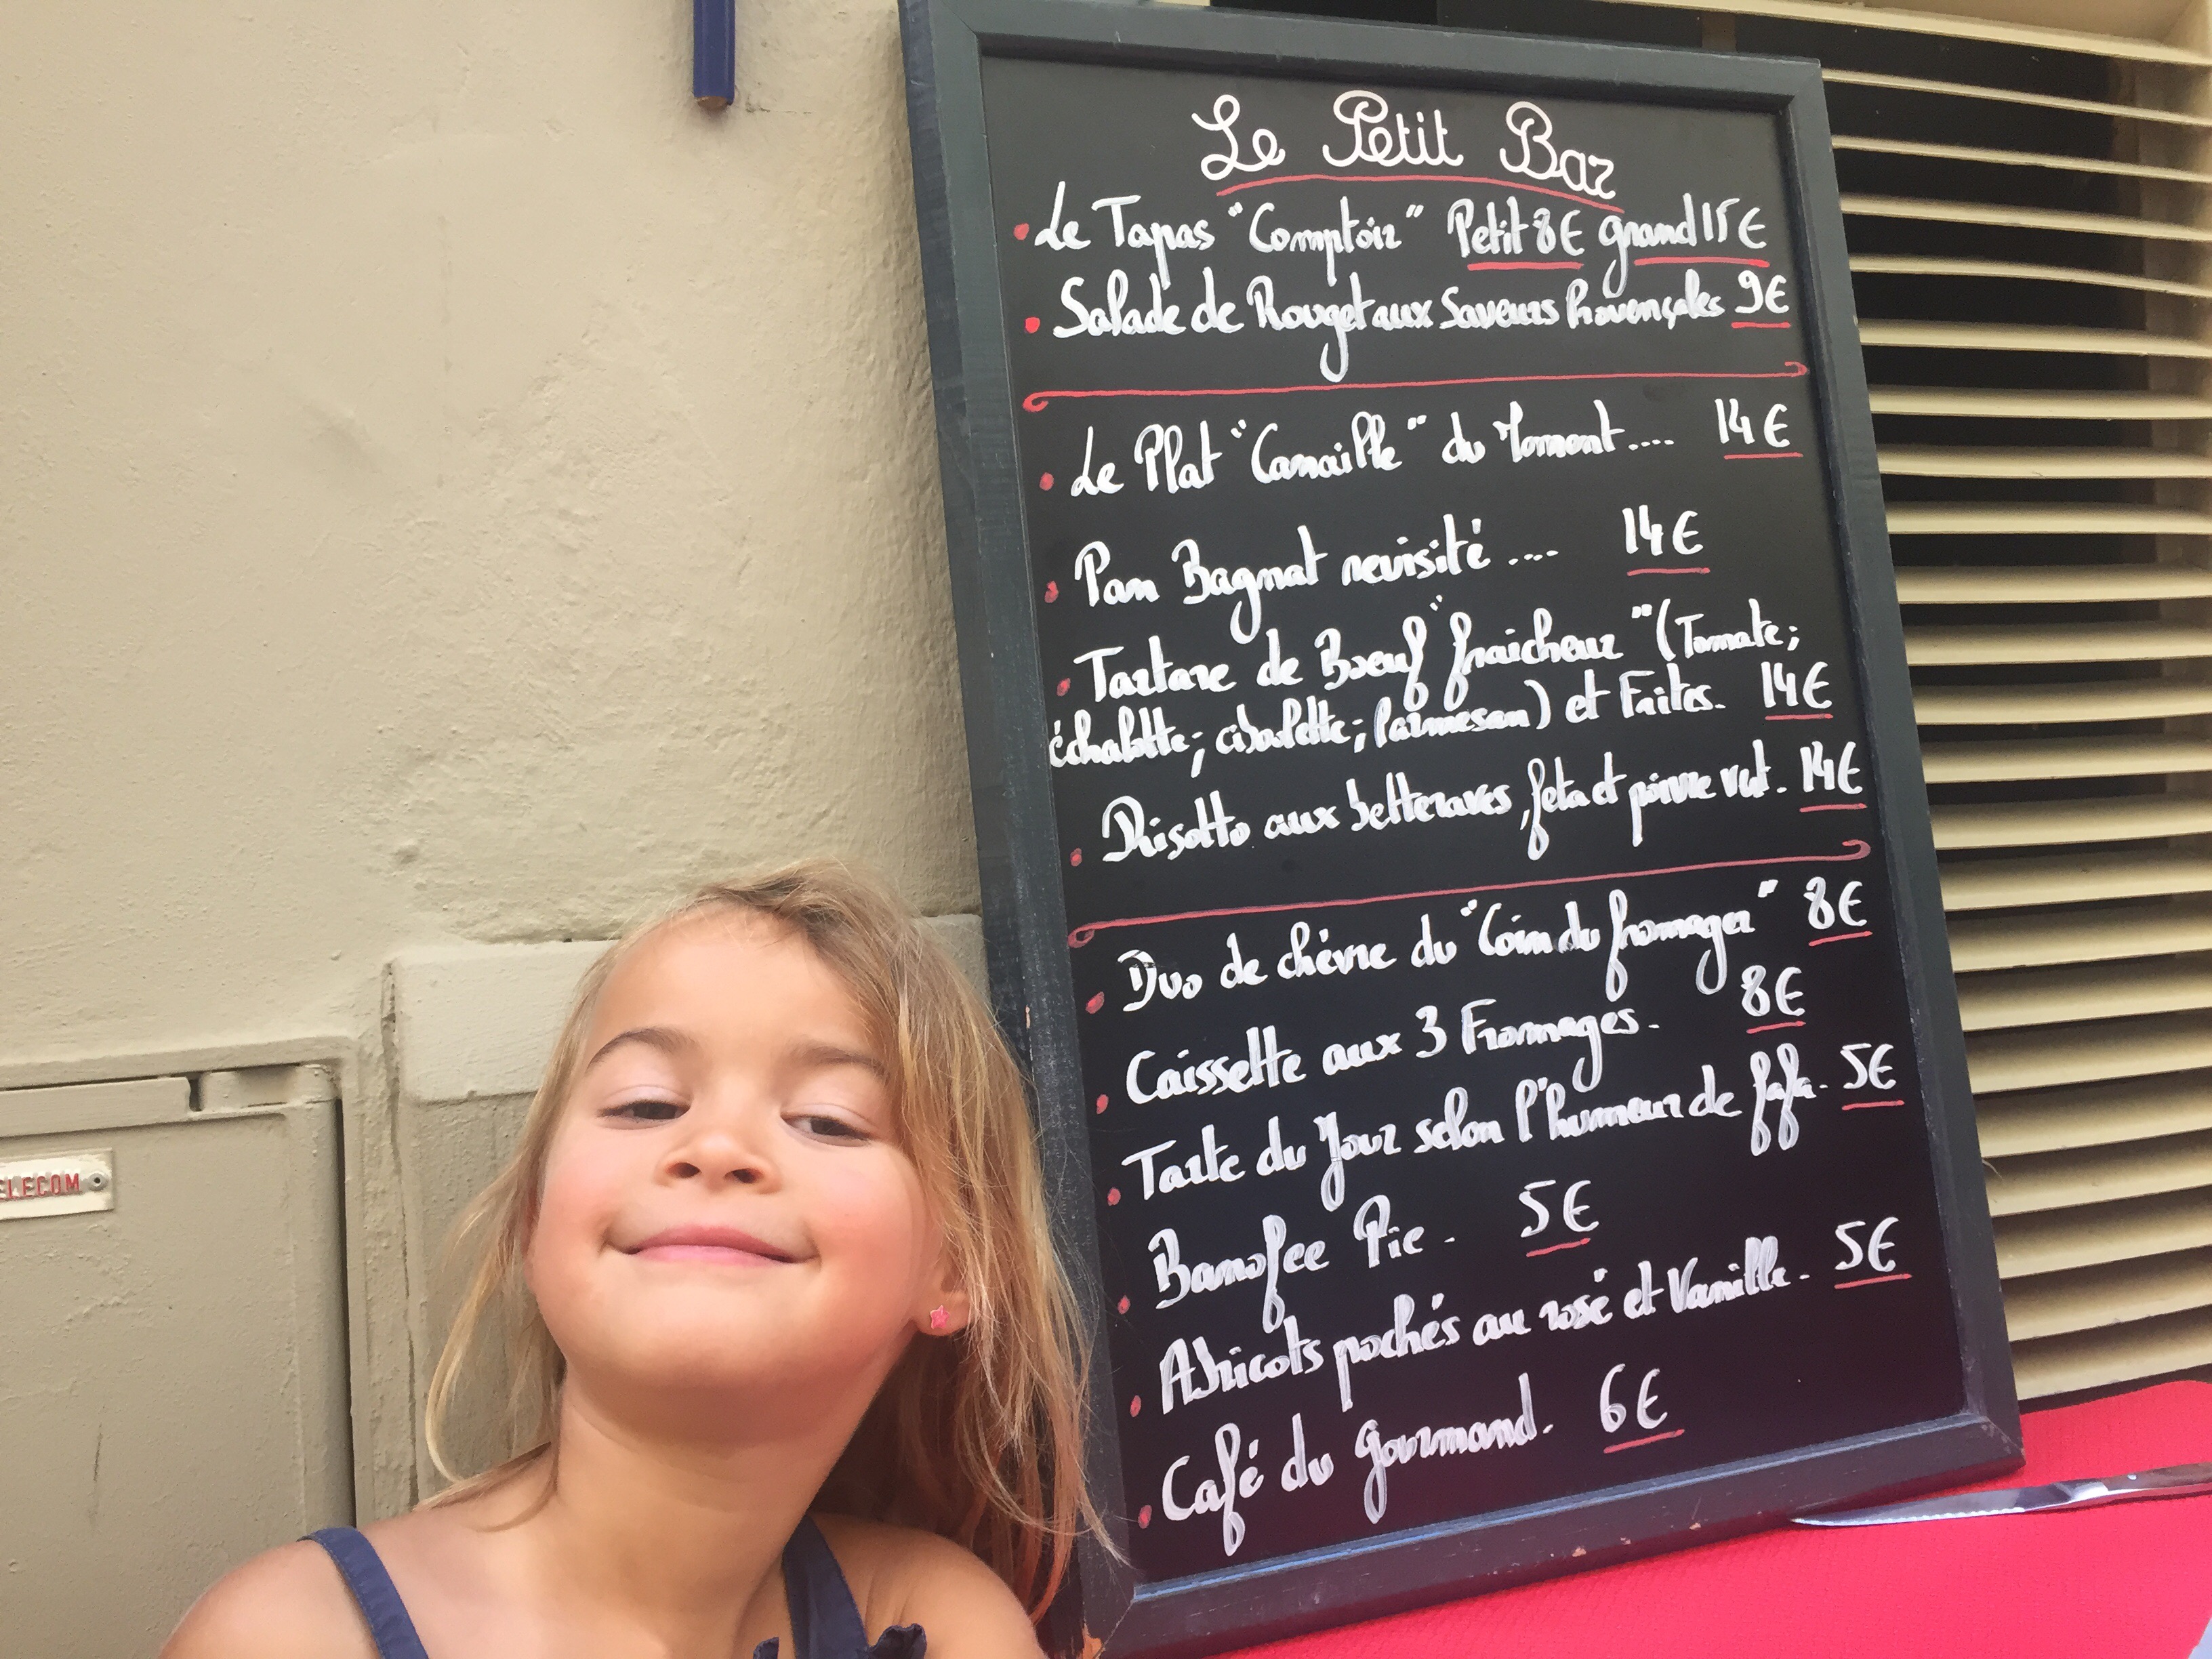 Le Petit Bar
Le Tapas "Comptoir" Petit 8€ grand 15€
Salade de Rouget aux Saveurs Provençales 9€
Le Plat "Canaille" du Moment.... 14€
Pan Bagnat revisité .... 14€
Tartare de Boeuf "fraicheur" (Tomate;
échalotte; ciboulette; Parmesan) et Frites. 14€
Risotto aux betteraves, feta et poivre vert. 14€
Duo de chèvre du "Coin du fromager" 8€
Caissette aux 3 Fromages. 8€
Tarte du Jour selon l'humeur de fafa. 5€
Banofee Pie. 5€
Abricots pochés au rosé et Vanille. 5€
Café du Gourmand. 6€
ELECOM